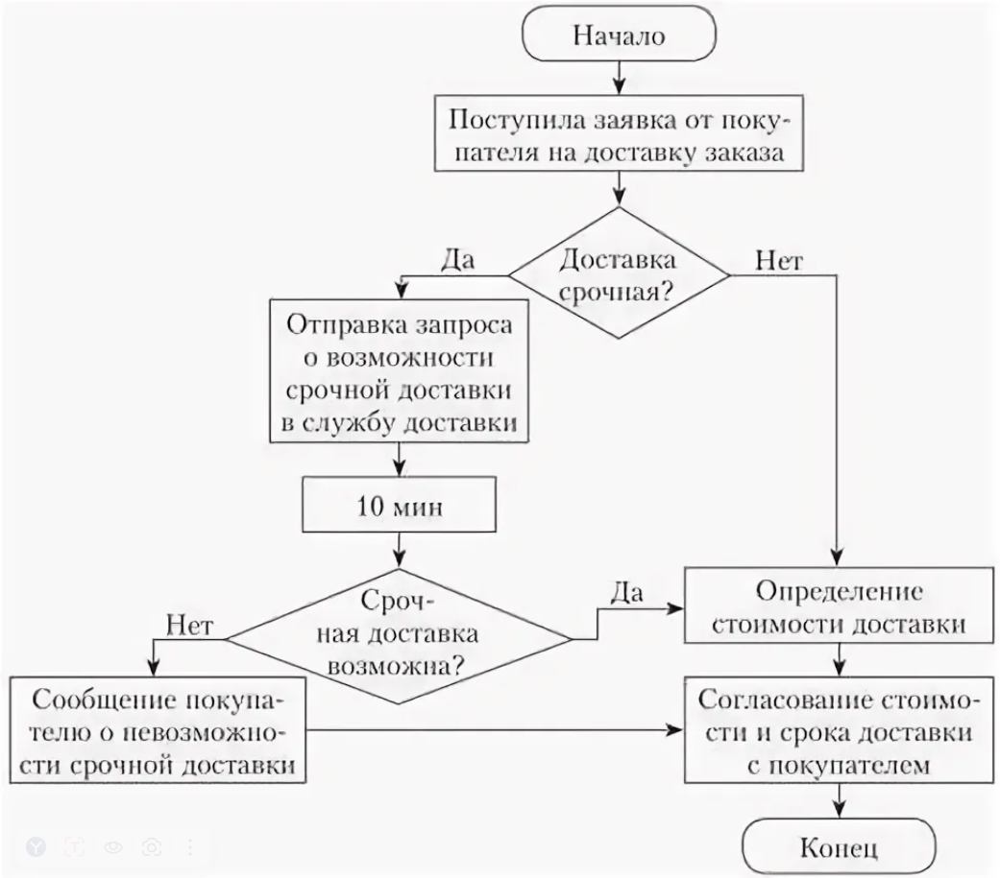 Начало
Поступила заявка от поку-
пателя на доставку заказа
Доставка
срочная?
Да
Нет
Отправка запроса
о возможности
срочной доставки
в службу доставки
10 мин
Сроч-
ная доставка
возможна?
Нет
Да
Определение
стоимости доставки
Сообщение покупа-
телю о невозможно-
сти срочной доставки
Согласование стоимо-
сти и срока доставки
с покупателем
Конец